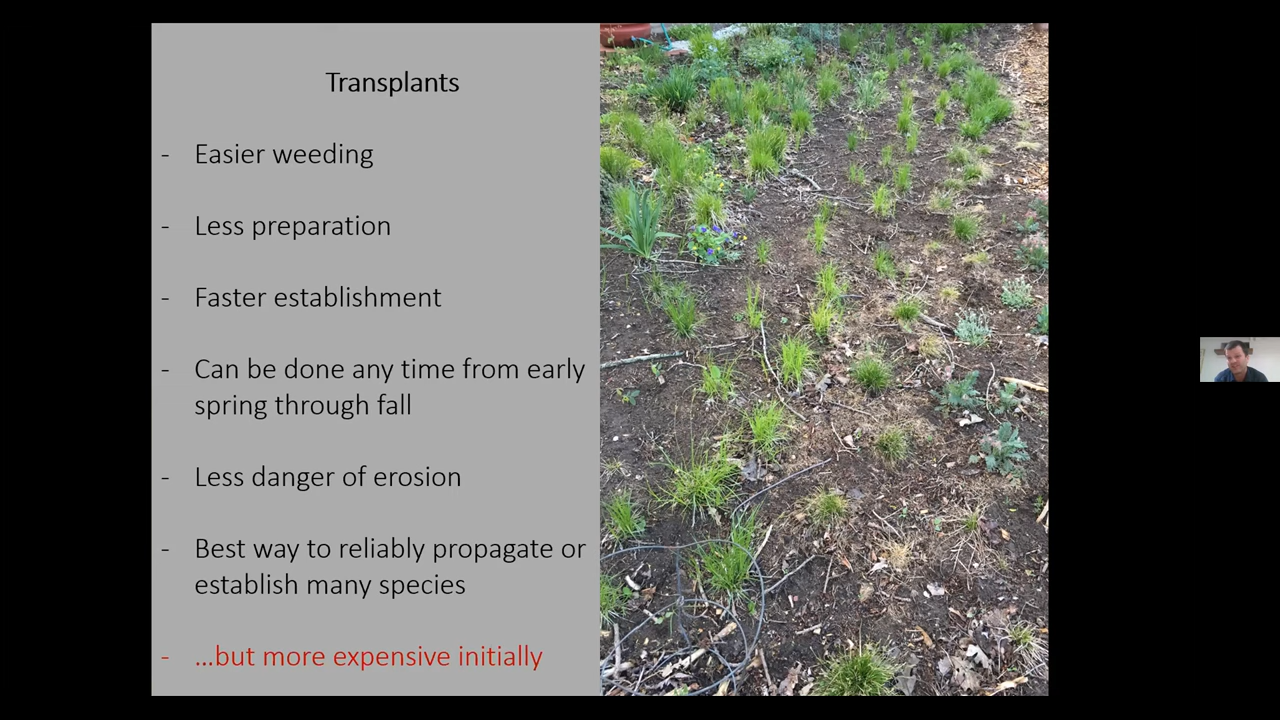 Transplants
- Easier weeding
- Less preparation
- Faster establishment
- Can be done any time from early
spring through fall
- Less danger of erosion
- Best way to reliably propagate or
establish many species
- ...but more expensive initially